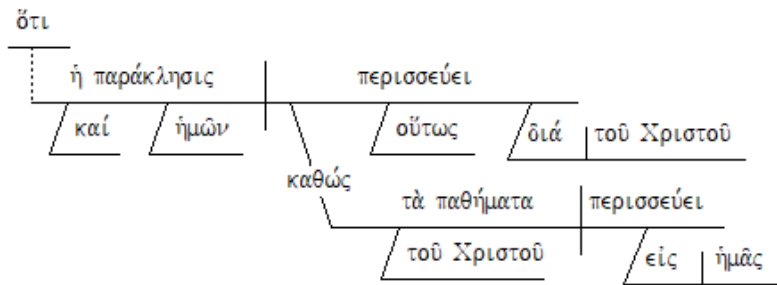 ὅτι
ἡ παράκλησις περισσεύει
καί ἡμῶν οὕτως διά τοῦ Χριστοῦ
καθώς
τὰ παθήματα περισσεύει
τοῦ Χριστοῦ εἰς ἡμᾶς